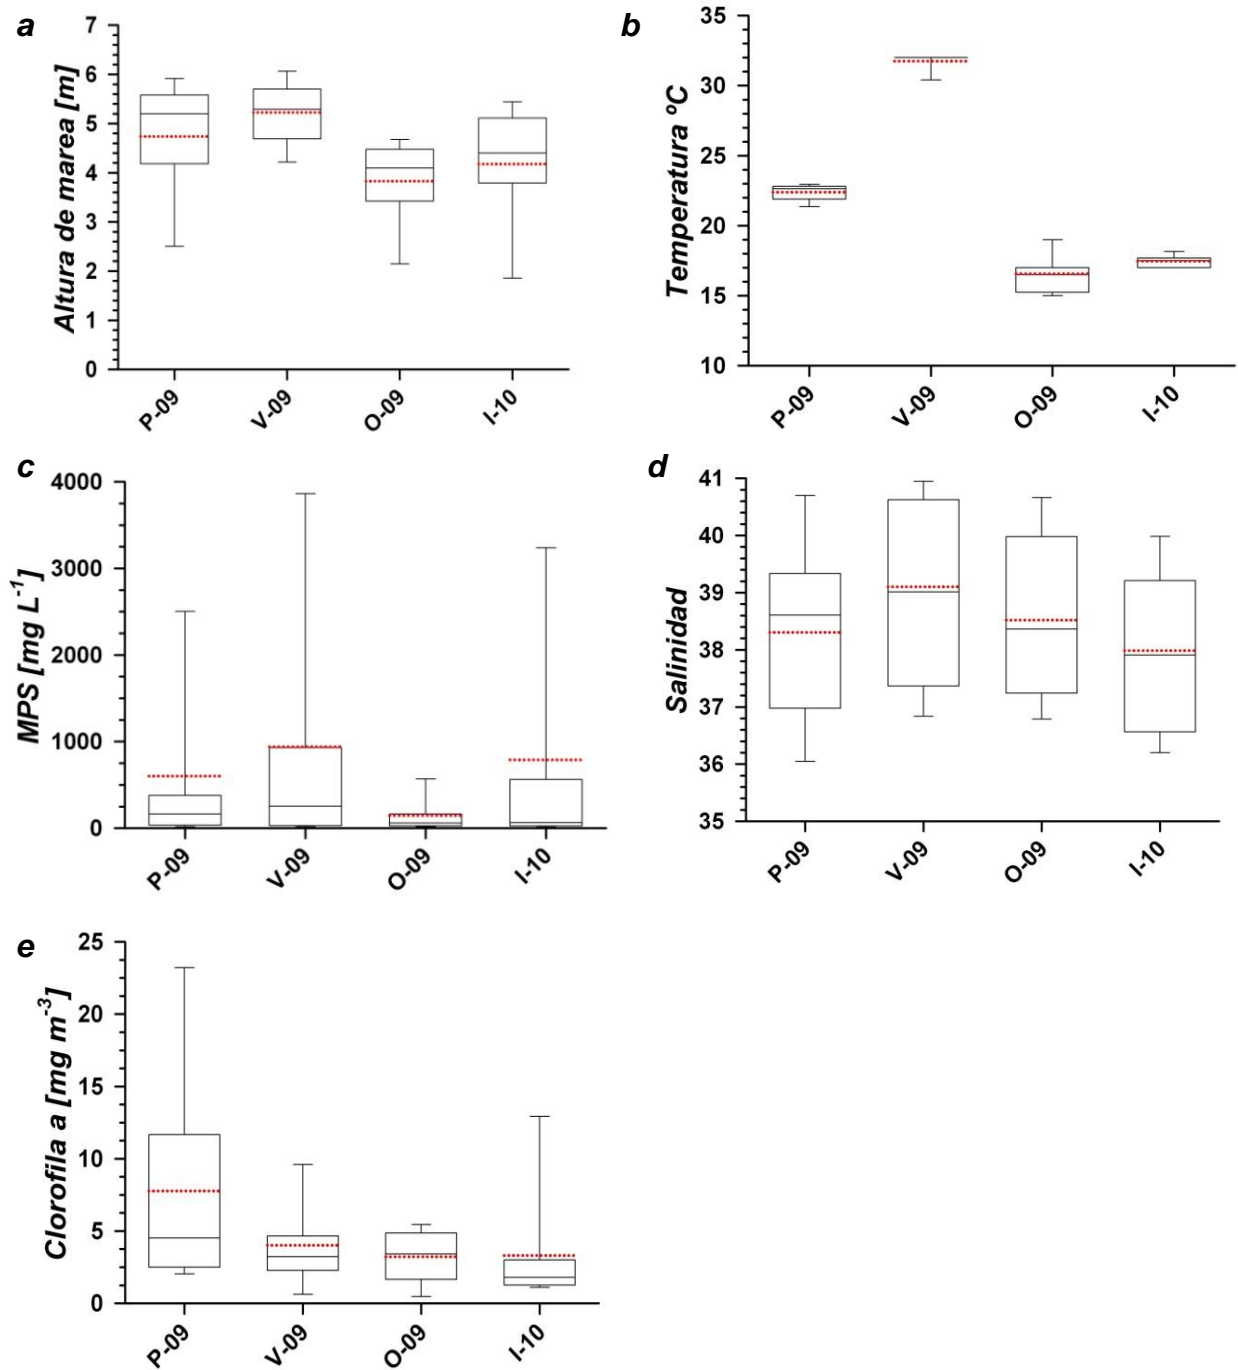 a
Altura de marea [m]
7
6
5
4
3
2
1
0
P-09
V-09
O-09
I-10
b
Temperatura ºC
35
30
25
20
15
10
P-09
V-09
O-09
I-10
c
MPS [mg L⁻¹]
4000
3000
2000
1000
0
P-09
V-09
O-09
I-10
d
Salinidad
41
40
39
38
37
36
35
P-09
V-09
O-09
I-10
e
Clorofila a [mg m⁻³]
25
20
15
10
5
0
P-09
V-09
O-09
I-10